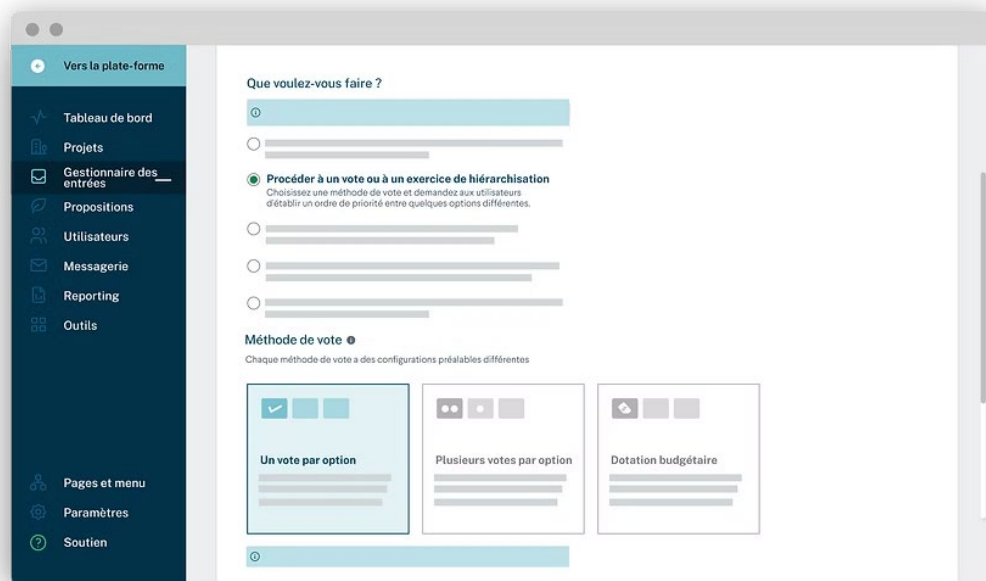 Vers la plate-forme
Tableau de bord
Projets
Gestionnaire des
entrées
Propositions
Utilisateurs
Messagerie
Reporting
Outils
Pages et menu
Paramètres
Soutien
Que voulez-vous faire ?
Procéder à un vote ou à un exercice de hiérarchisation
Choisissez une méthode de vote et demandez aux utilisateurs
d'établir un ordre de priorité entre quelques options différentes.
Méthode de vote
Chaque méthode de vote a des configurations préalables différentes
Un vote par option
Plusieurs votes par option
Dotation budgétaire